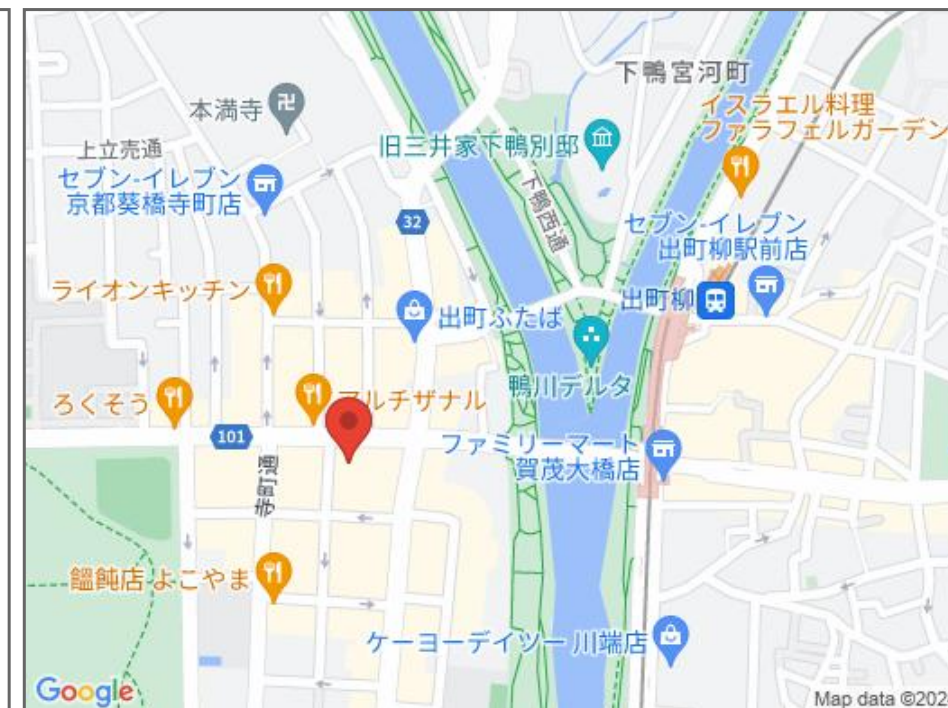 下鴨宮河町
イスラエル料理
ファラフェルガーデン
本満寺
旧三井家下鴨別邸
上立売通
セブン-イレブン
京都葵橋寺町店
下鴨西通
32
セブン-イレブン
出町柳駅前店
ライオンキッチン
出町ふたば
出町柳
鴨川デルタ
ろくそう
アルチザナル
101
ファミリーマート
賀茂大橋店
寺町通
饂飩店 よこやま
ケーヨーデイツー 川端店
Google
Map data ©202